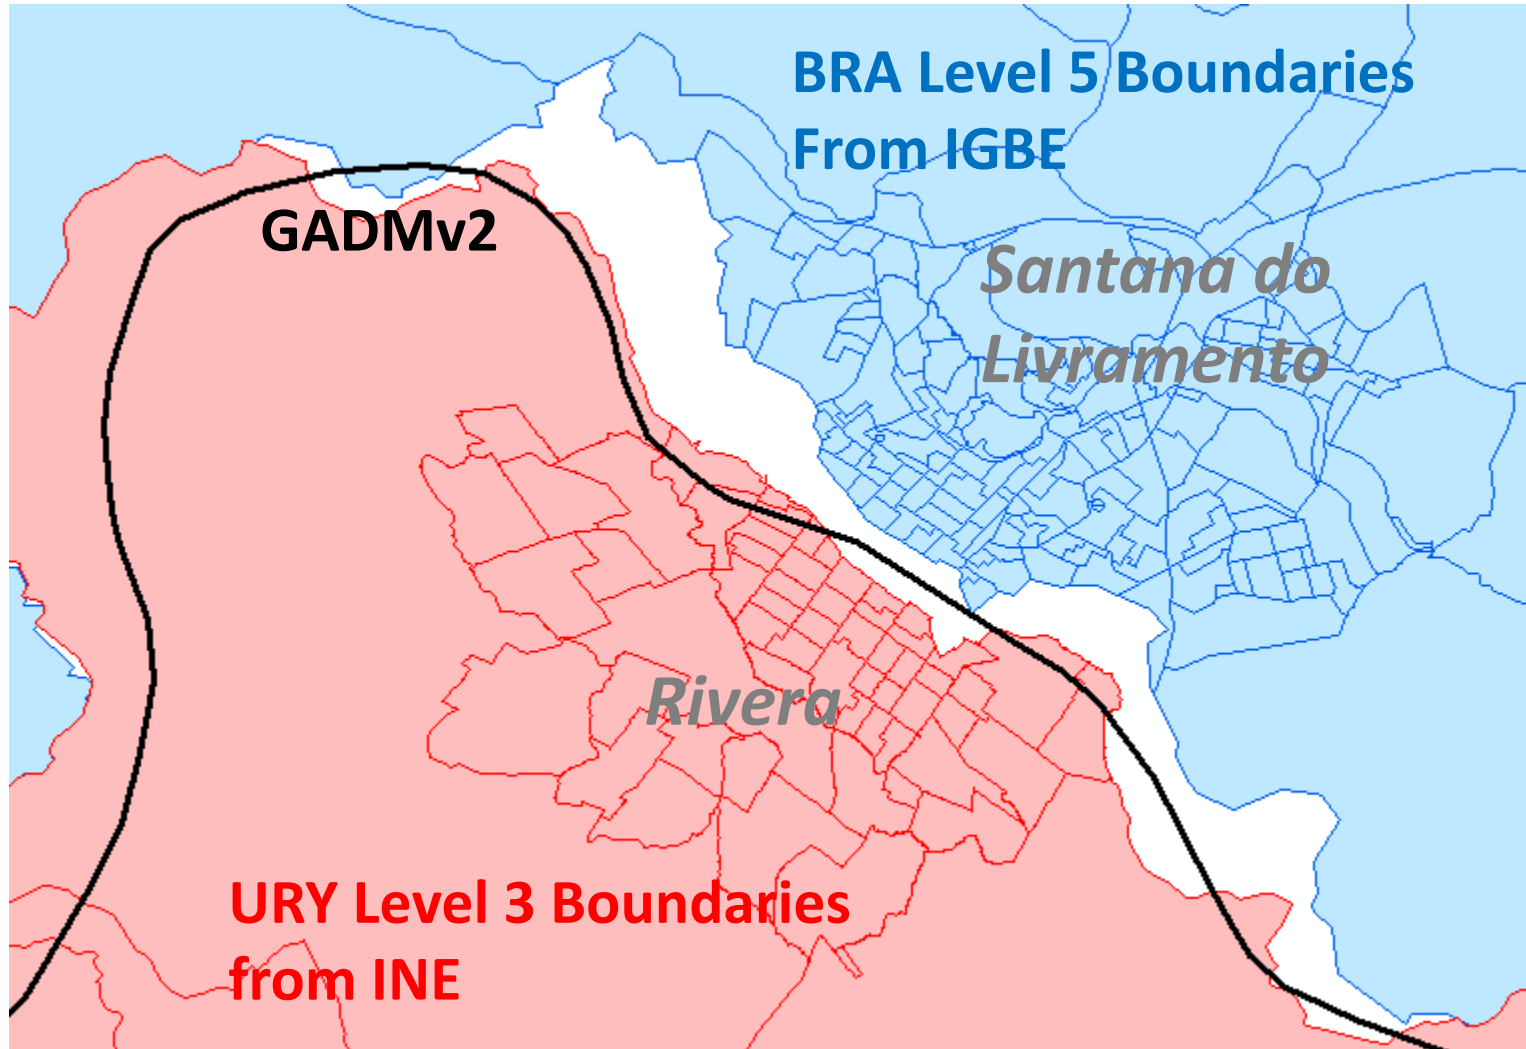 BRA Level 5 Boundaries
From IGBE
GADMv2
Santana do
Livramento
Rivera
URY Level 3 Boundaries
from INE